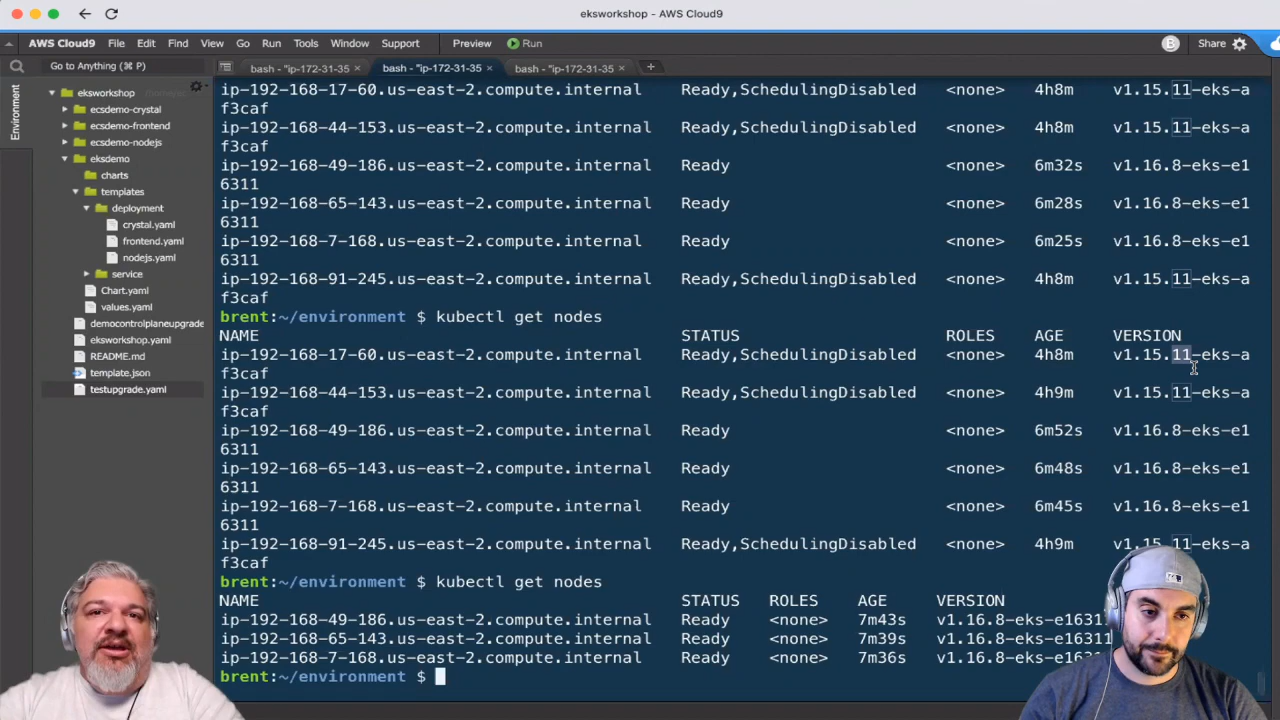 eksworkshop - AWS Cloud9
AWS Cloud9 File Edit Find View Go Run Tools Window Support Preview Run B Share
Go to Anything (⌘ P) bash - "ip-172-31-35 × bash - "ip-172-31-35 × bash - "ip-172-31-35 ×
Environment
eksworkshop
ecsdemo-crystal
ecsdemo-frontend
ecsdemo-nodejs
eksdemo
charts
templates
deployment
crystal.yaml
frontend.yaml
nodejs.yaml
service
Chart.yaml
values.yaml
democontrolplaneupgrade
eksworkshop.yaml
README.md
template.json
testupgrade.yaml
ip-192-168-17-60.us-east-2.compute.internal Ready,SchedulingDisabled <none> 4h8m v1.15.11-eks-a
f3caf
ip-192-168-44-153.us-east-2.compute.internal Ready,SchedulingDisabled <none> 4h8m v1.15.11-eks-a
f3caf
ip-192-168-49-186.us-east-2.compute.internal Ready <none> 6m32s v1.16.8-eks-e1
6311
ip-192-168-65-143.us-east-2.compute.internal Ready <none> 6m28s v1.16.8-eks-e1
6311
ip-192-168-7-168.us-east-2.compute.internal Ready <none> 6m25s v1.16.8-eks-e1
6311
ip-192-168-91-245.us-east-2.compute.internal Ready,SchedulingDisabled <none> 4h8m v1.15.11-eks-a
f3caf
brent:~/environment $ kubectl get nodes
NAME STATUS ROLES AGE VERSION
ip-192-168-17-60.us-east-2.compute.internal Ready,SchedulingDisabled <none> 4h8m v1.15.11-eks-a
f3caf
ip-192-168-44-153.us-east-2.compute.internal Ready,SchedulingDisabled <none> 4h9m v1.15.11-eks-a
f3caf
ip-192-168-49-186.us-east-2.compute.internal Ready <none> 6m52s v1.16.8-eks-e1
6311
ip-192-168-65-143.us-east-2.compute.internal Ready <none> 6m48s v1.16.8-eks-e1
6311
ip-192-168-7-168.us-east-2.compute.internal Ready <none> 6m45s v1.16.8-eks-e1
6311
ip-192-168-91-245.us-east-2.compute.internal Ready,SchedulingDisabled <none> 4h9m v1.15.11-eks-a
f3caf
brent:~/environment $ kubectl get nodes
NAME STATUS ROLES AGE VERSION
ip-192-168-49-186.us-east-2.compute.internal Ready <none> 7m43s v1.16.8-eks-e16311
ip-192-168-65-143.us-east-2.compute.internal Ready <none> 7m39s v1.16.8-eks-e16311
ip-192-168-7-168.us-east-2.compute.internal Ready <none> 7m36s v1.16.8-eks-e1631
brent:~/environment $